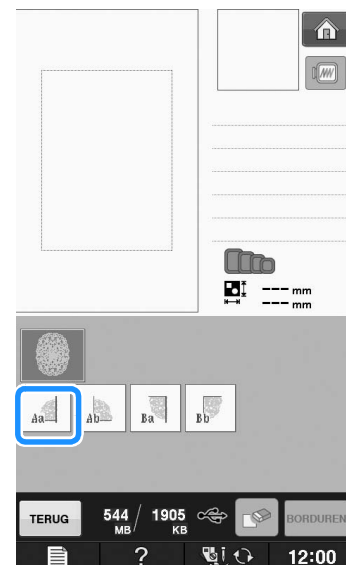 --- mm
--- mm
Aa Ab Ba Bb
TERUG 544 MB / 1905 KB BORDUREN
? 12:00